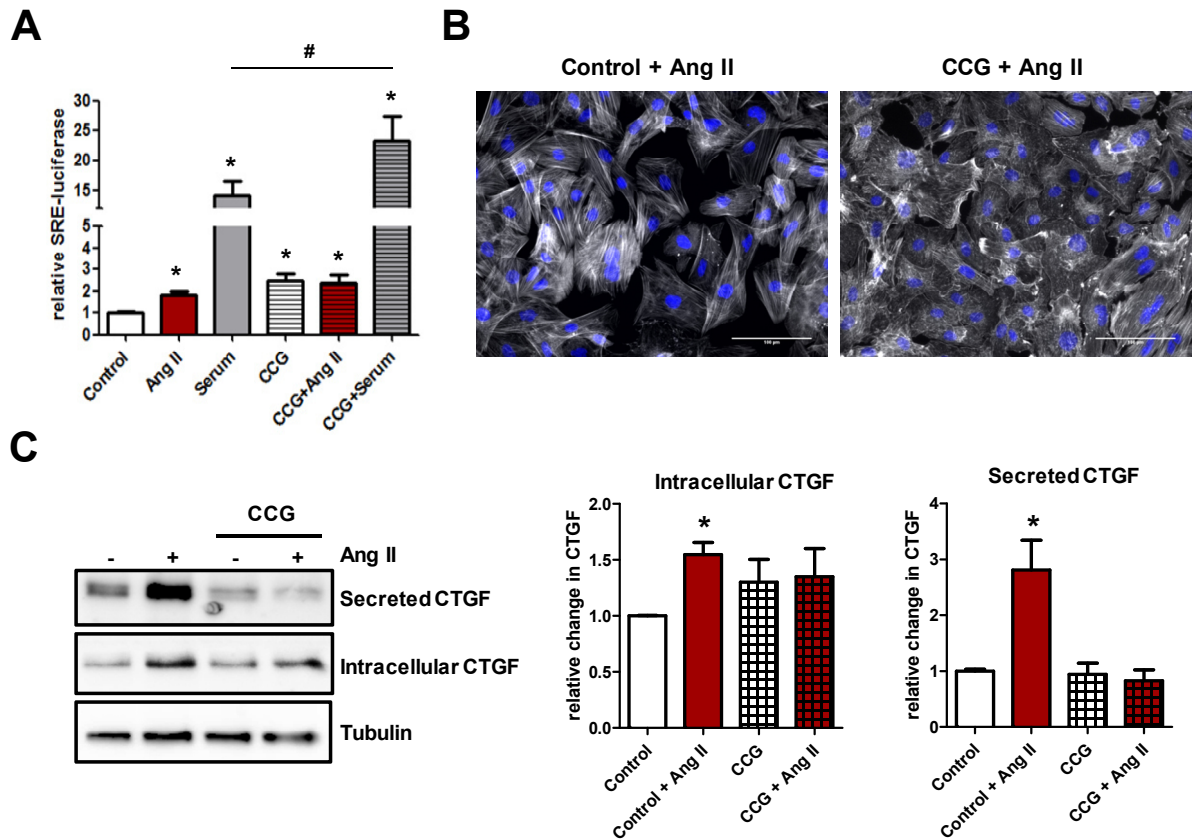 A
#
relative SRE-luciferase
30
25
20
15
10
5
4
3
2
1
0
*
*
*
*
*
Control
Ang II
Serum
CCG
CCG+Ang II
CCG+Serum
B
Control + Ang II
CCG + Ang II
100 µm
C
CCG
- + - + Ang II
Secreted CTGF
Intracellular CTGF
Tubulin
Intracellular CTGF
relative change in CTGF
2.0
1.5
1.0
0.5
0.0
*
Control
Control + Ang II
CCG
CCG + Ang II
Secreted CTGF
relative change in CTGF
4
3
2
1
0
*
Control
Control + Ang II
CCG
CCG + Ang II